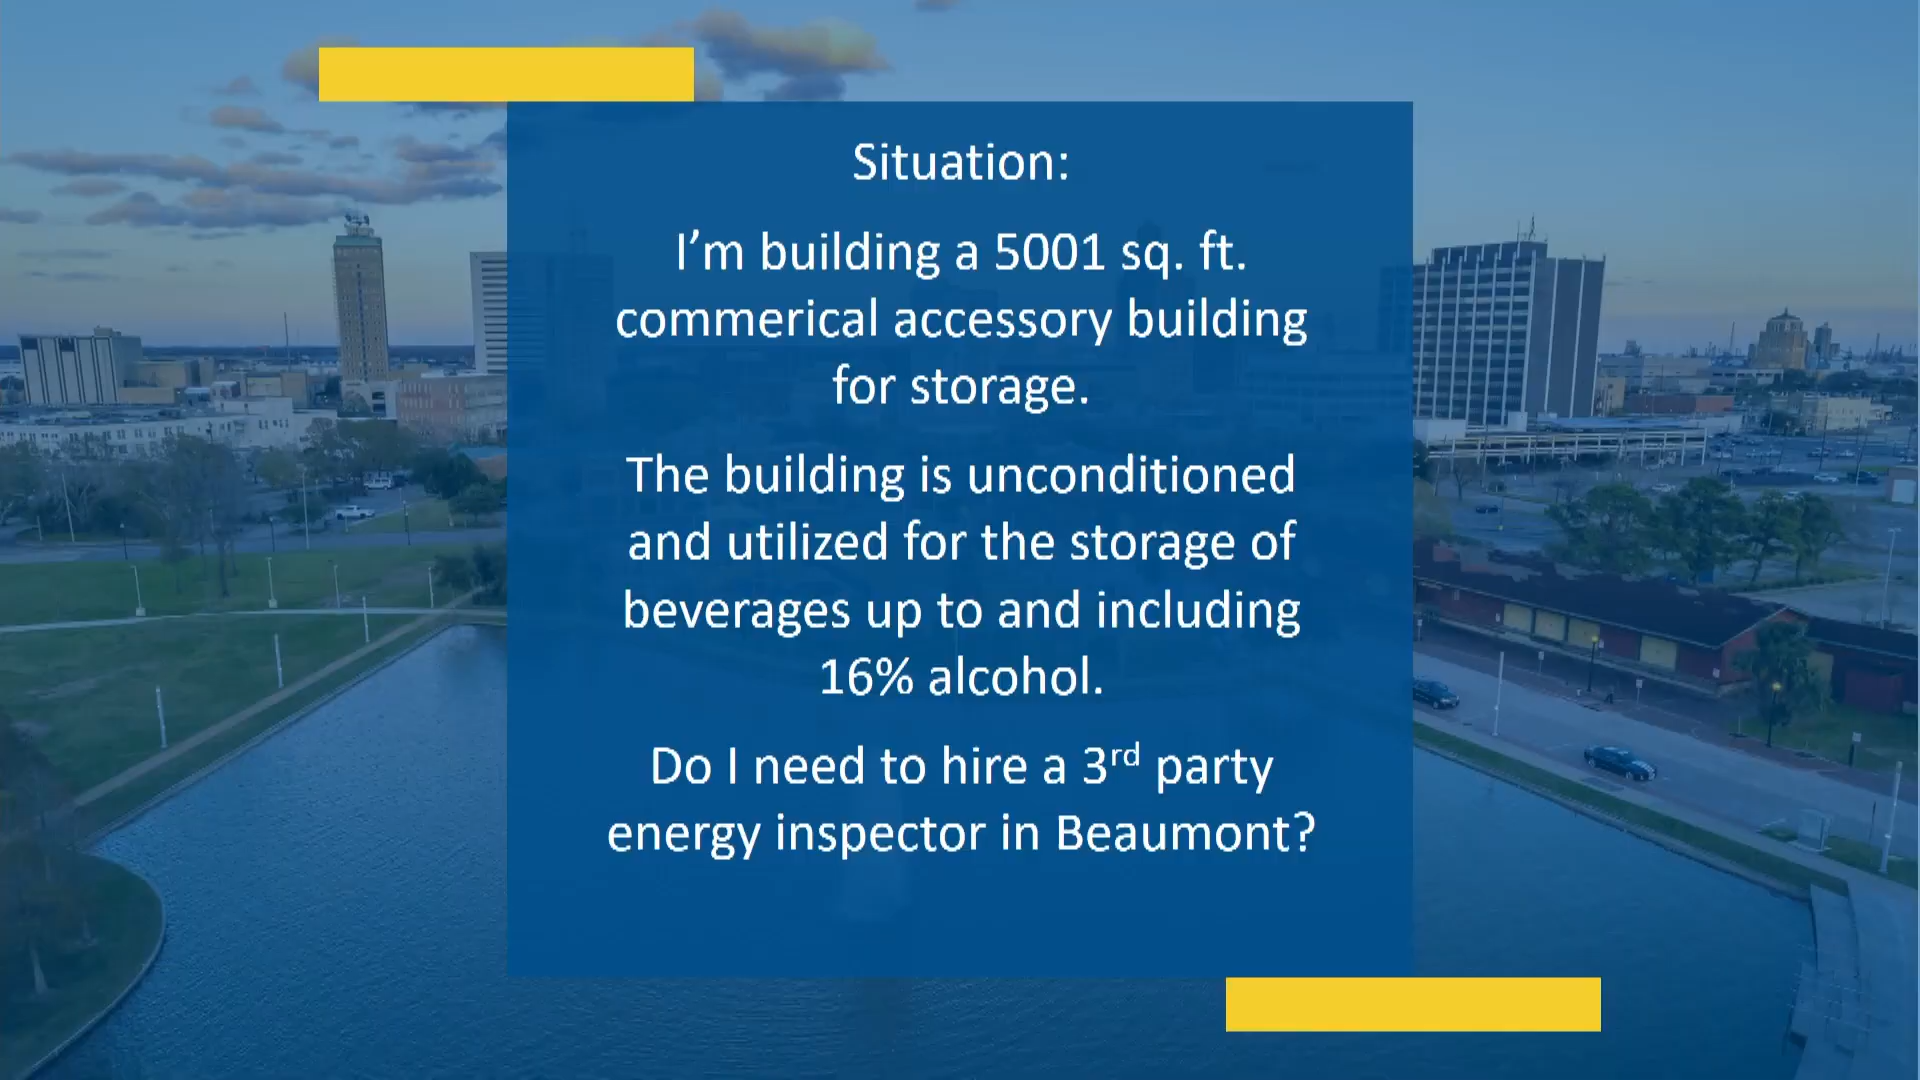 Situation:
I’m building a 5001 sq. ft.
commerical accessory building
for storage.
The building is unconditioned
and utilized for the storage of
beverages up to and including
16% alcohol.
Do I need to hire a 3rd party
energy inspector in Beaumont?